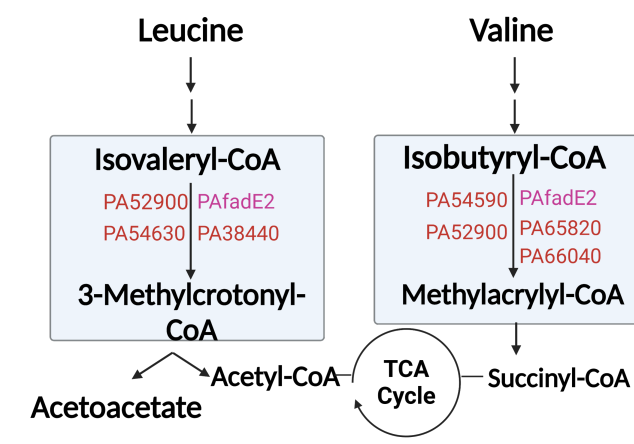 Leucine
Valine
Isovaleryl-CoA
PA52900 PAfadE2
PA54630 PA38440
3-Methylcrotonyl-
CoA
Isobutyryl-CoA
PA54590 PAfadE2
PA52900 PA65820
PA66040
Methylacrylyl-CoA
Acetoacetate
Acetyl-CoA
TCA
Cycle
Succinyl-CoA